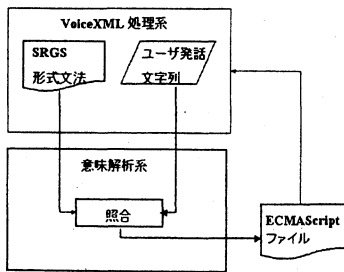 VoiceXML 処理系
SRGS
形式文法
ユーザ発話
文字列
意味解析系
照合
ECMAScript
ファイル